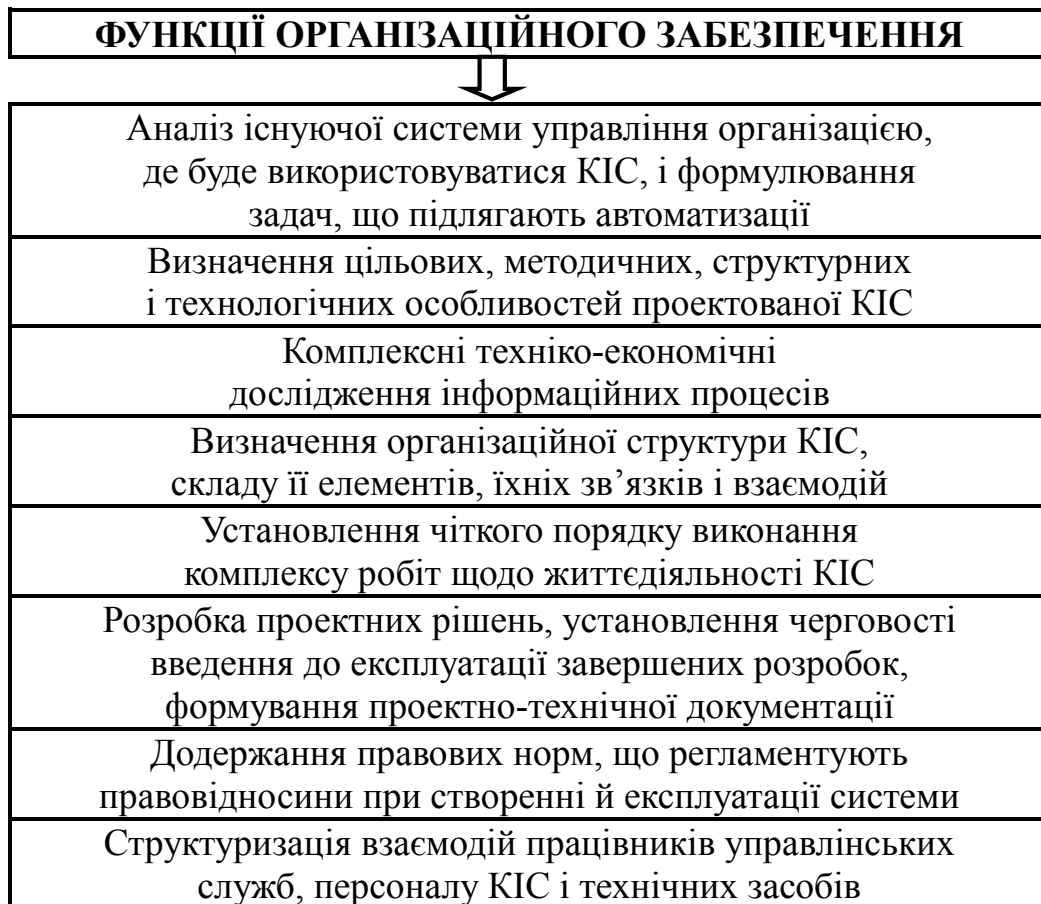 ФУНКЦІЇ ОРГАНІЗАЦІЙНОГО ЗАБЕЗПЕЧЕННЯ
Аналіз існуючої системи управління організацією,
де буде використовуватися КІС, і формулювання
задач, що підлягають автоматизації
Визначення цільових, методичних, структурних
і технологічних особливостей проектованої КІС
Комплексні техніко-економічні
дослідження інформаційних процесів
Визначення організаційної структури КІС,
складу її елементів, їхніх зв’язків і взаємодій
Установлення чіткого порядку виконання
комплексу робіт щодо життєдіяльності КІС
Розробка проектних рішень, установлення черговості
введення до експлуатації завершених розробок,
формування проектно-технічної документації
Додержання правових норм, що регламентують
правовідносини при створенні й експлуатації системи
Структуризація взаємодій працівників управлінських
служб, персоналу КІС і технічних засобів